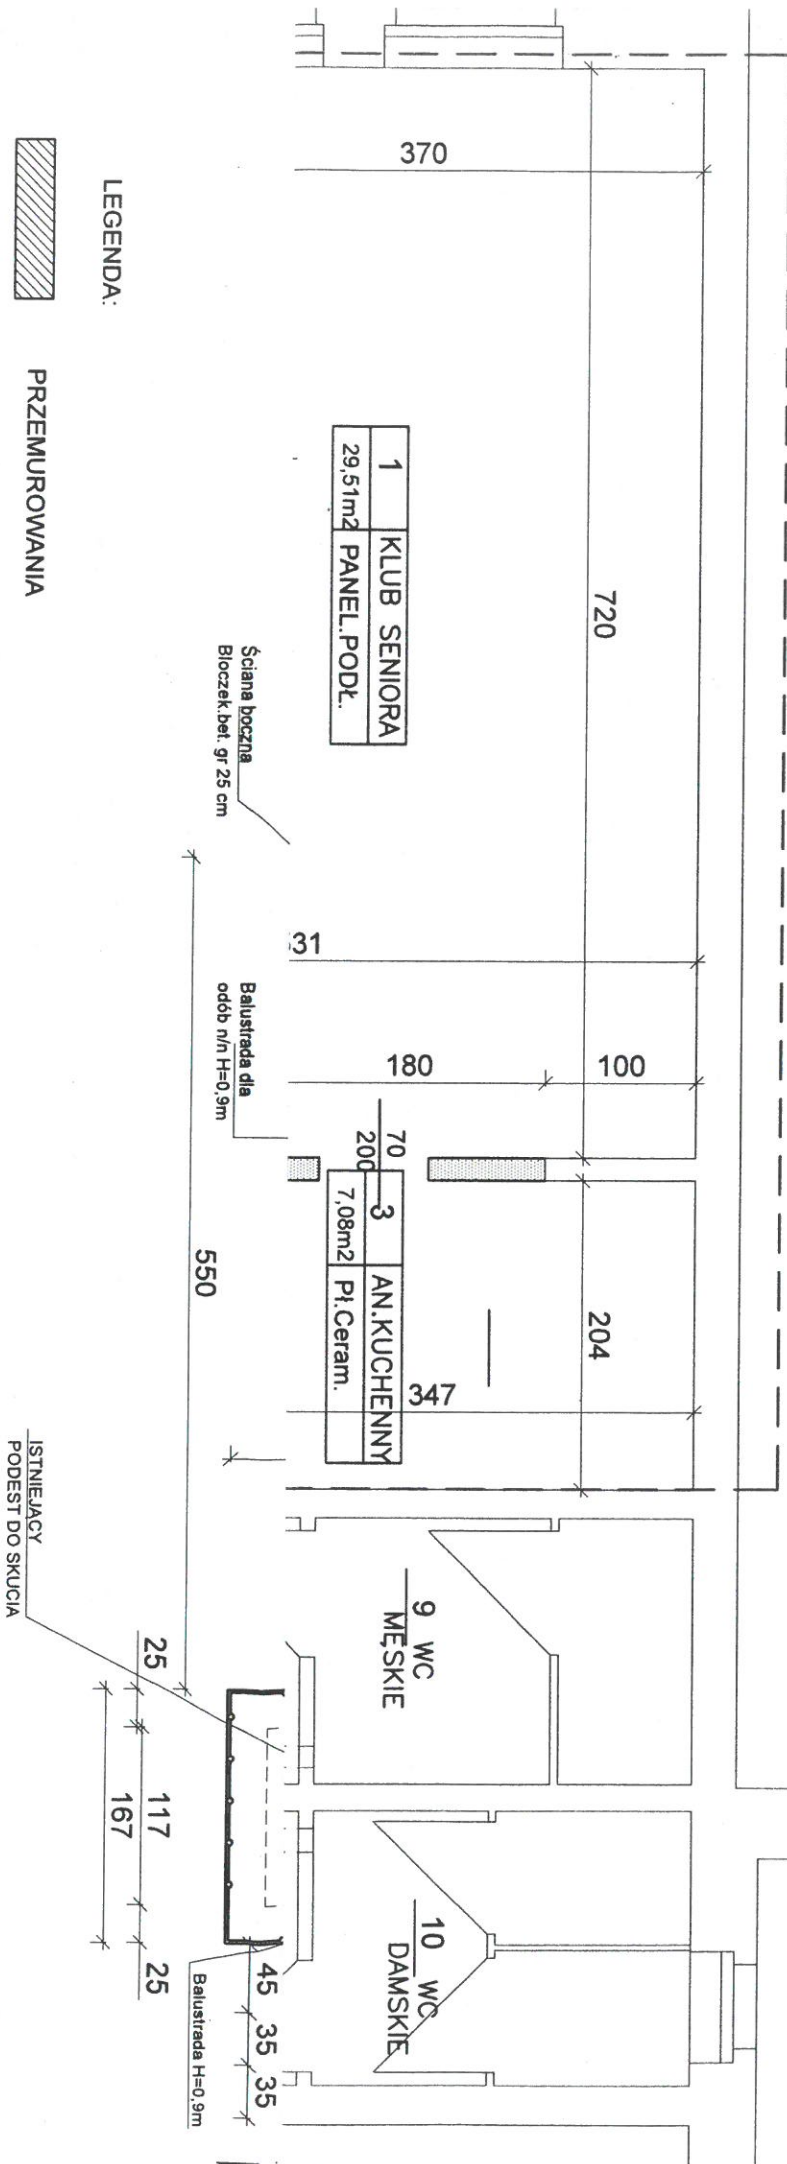 370
720
1 KLUB SENIORA
29,51m2 PANEL.PODŁ.
Ściana boczna
Bloczek.bet. gr 25 cm
31
180
100
Balustrada dla
odób n/n H=0,9m
70
200
3 AN.KUCHENNY
7,08m2 Pł.Ceram.
204
347
550
9 WC
MĘSKIE
10 WC
DAMSKIE
ISTNIEJĄCY
PODEST DO SKUCIA
25
117
25
167
45
35
35
Balustrada H=0,9m
LEGENDA:
PRZEMUROWANIA